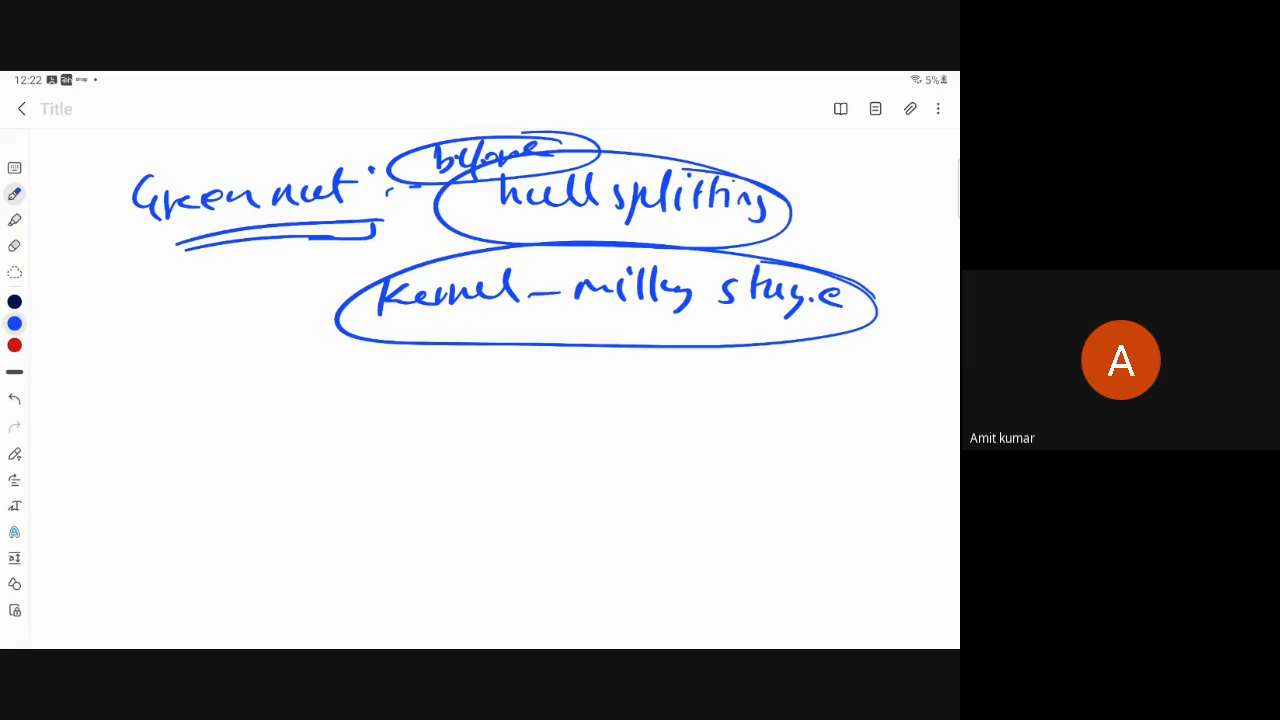 12:22
5%
Title
before
Green nut :- hull splitting
Kernel - milky stage
A
Amit kumar